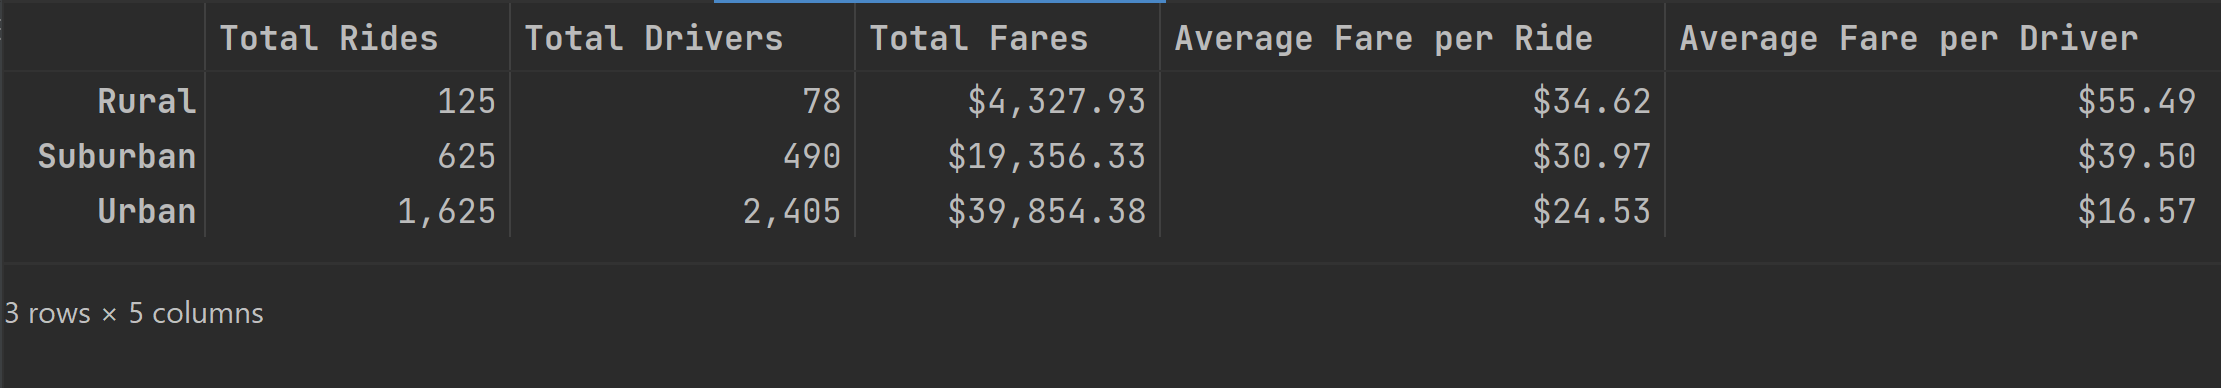 Total Rides Total Drivers Total Fares Average Fare per Ride Average Fare per Driver
Rural 125 78 $4,327.93 $34.62 $55.49
Suburban 625 490 $19,356.33 $30.97 $39.50
Urban 1,625 2,405 $39,854.38 $24.53 $16.57
3 rows × 5 columns